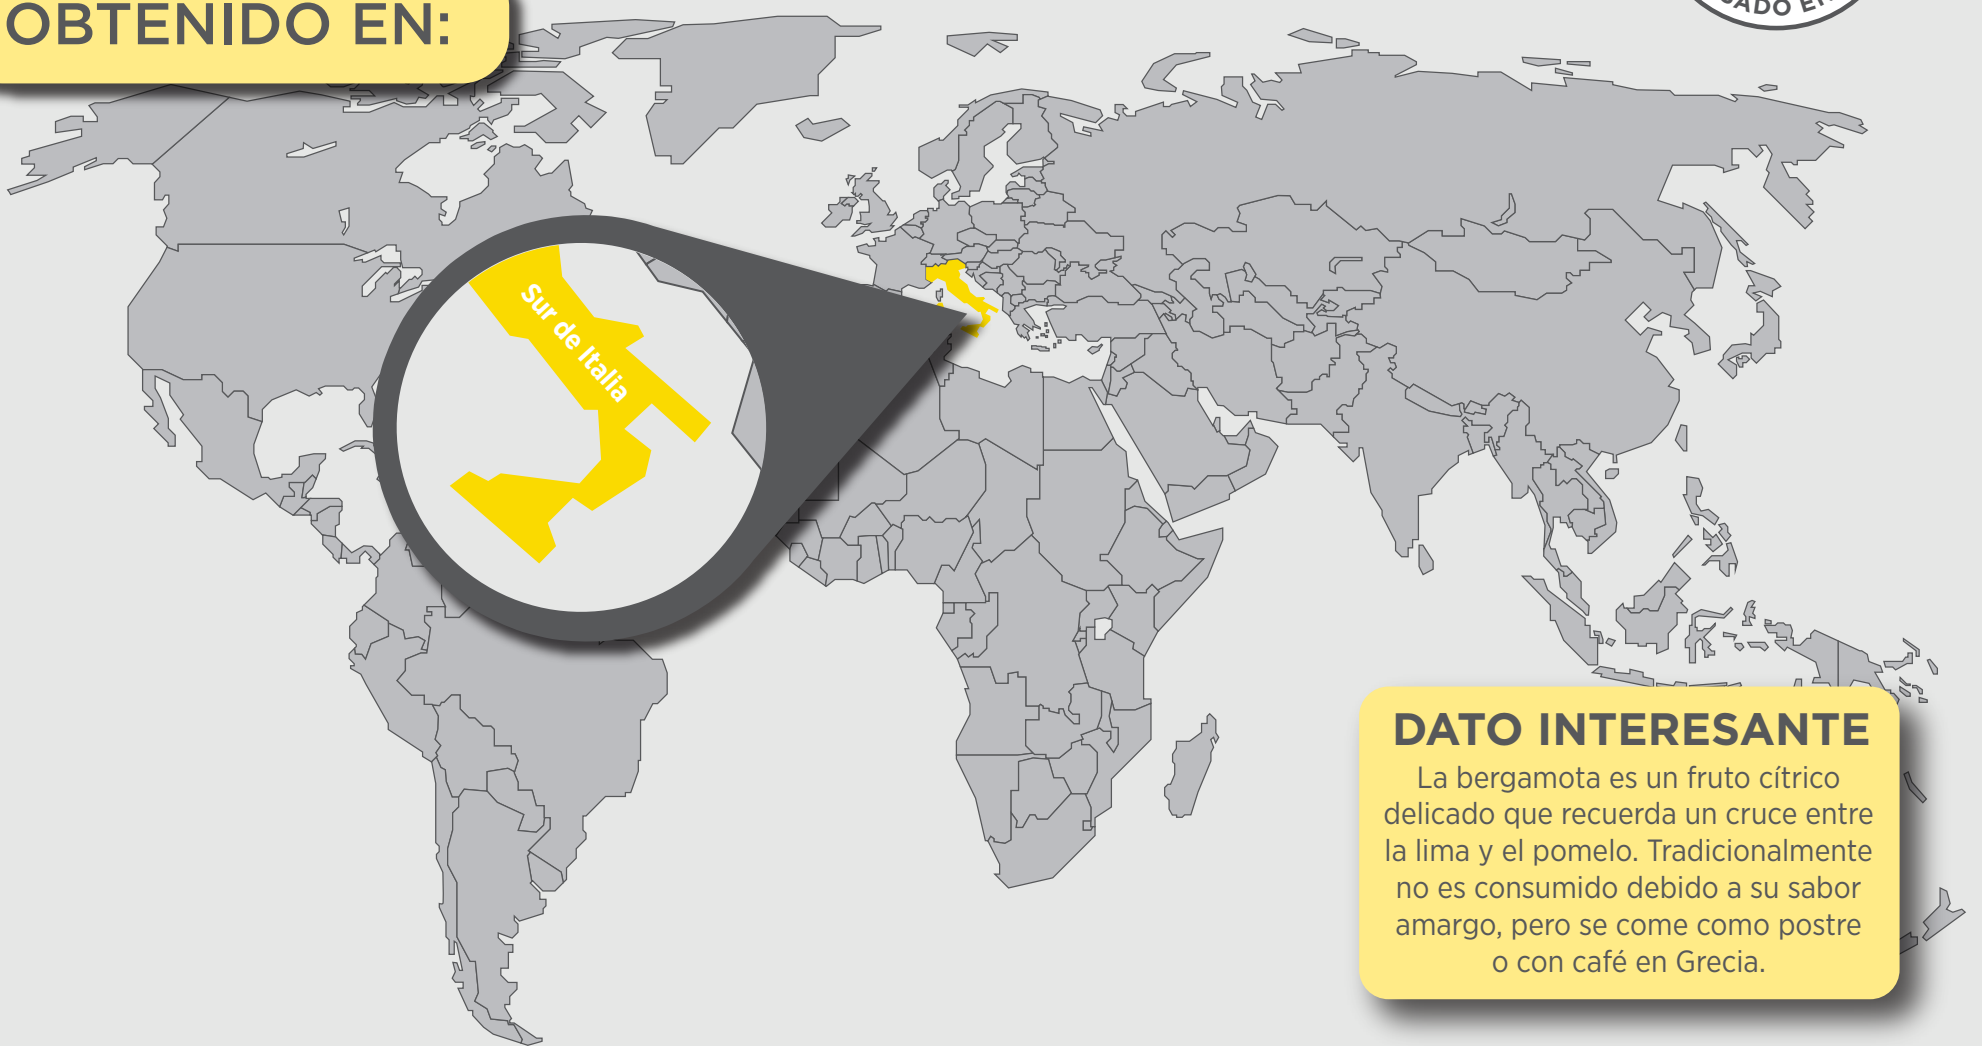 OBTENIDO EN:
Sur de Italia
DATO INTERESANTE
La bergamota es un fruto cítrico
delicado que recuerda un cruce entre
la lima y el pomelo. Tradicionalmente
no es consumido debido a su sabor
amargo, pero se come como postre
o con café en Grecia.